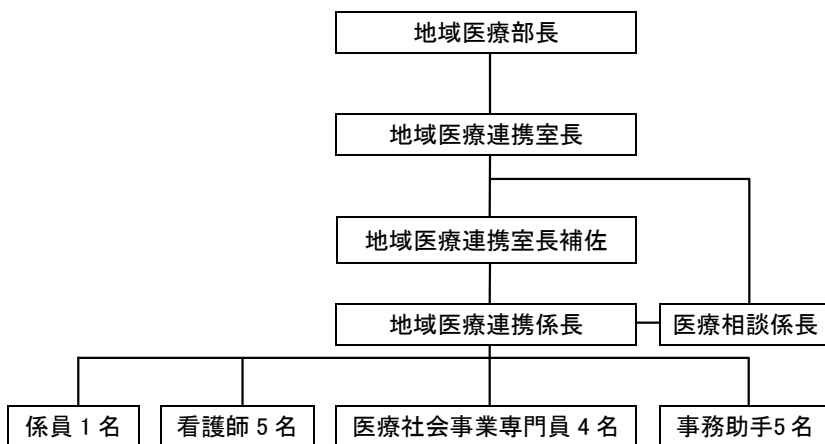 地域医療部長
地域医療連携室長
地域医療連携室長補佐
地域医療連携係長
医療相談係長
係員 1 名
看護師 5 名
医療社会事業専門員 4 名
事務助手5 名